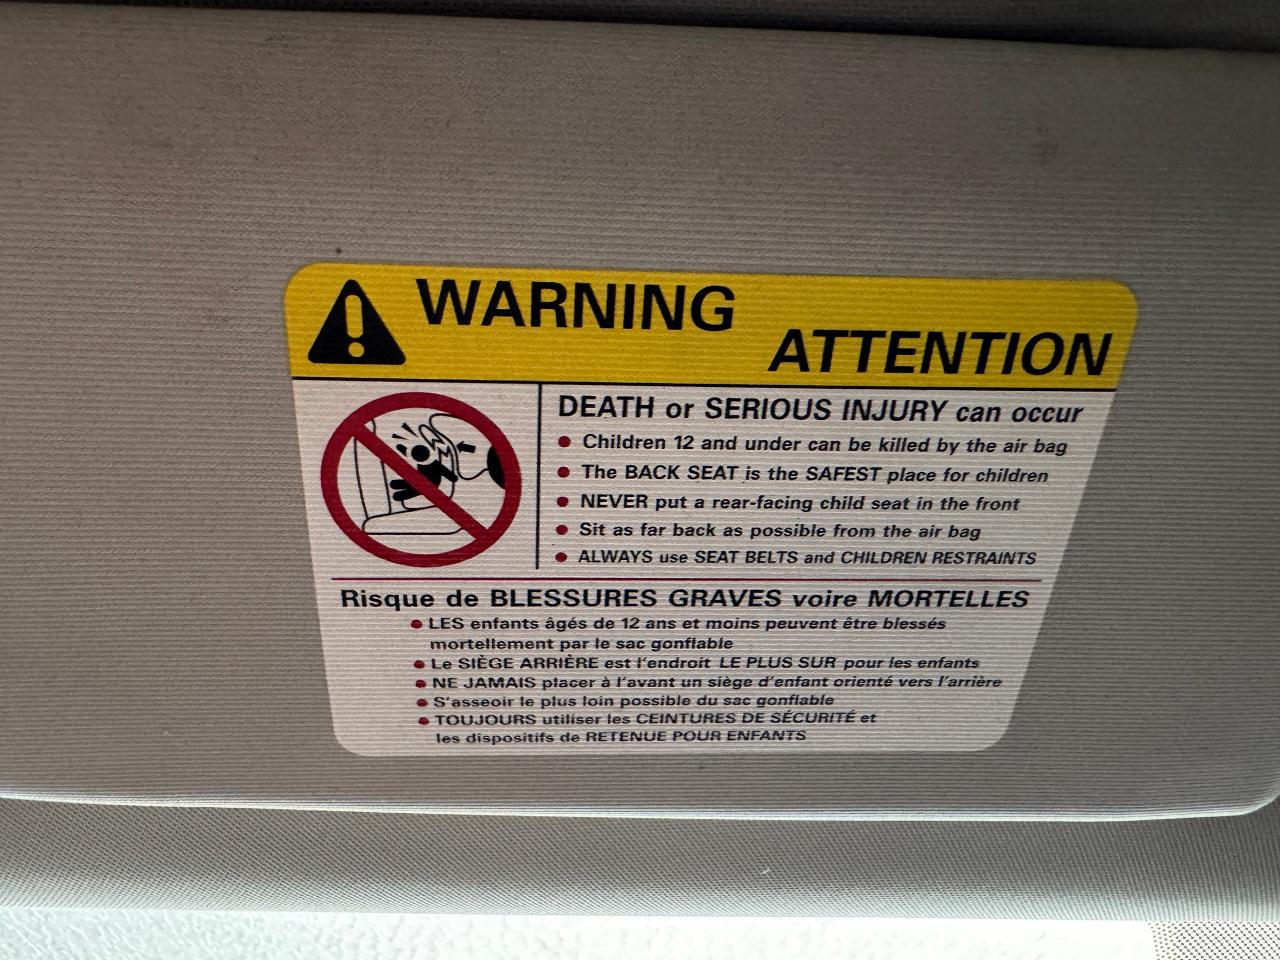 WARNING
ATTENTION
DEATH or SERIOUS INJURY can occur
• Children 12 and under can be killed by the air bag
• The BACK SEAT is the SAFEST place for children
• NEVER put a rear-facing child seat in the front
• Sit as far back as possible from the air bag
• ALWAYS use SEAT BELTS and CHILDREN RESTRAINTS
Risque de BLESSURES GRAVES voire MORTELLES
• LES enfants âgés de 12 ans et moins peuvent être blessés
mortellement par le sac gonflable
• Le SIÈGE ARRIÈRE est l'endroit LE PLUS SUR pour les enfants
• NE JAMAIS placer à l'avant un siège d'enfant orienté vers l'arrière
• S'asseoir le plus loin possible du sac gonflable
• TOUJOURS utiliser les CEINTURES DE SÉCURITÉ et
les dispositifs de RETENUE POUR ENFANTS